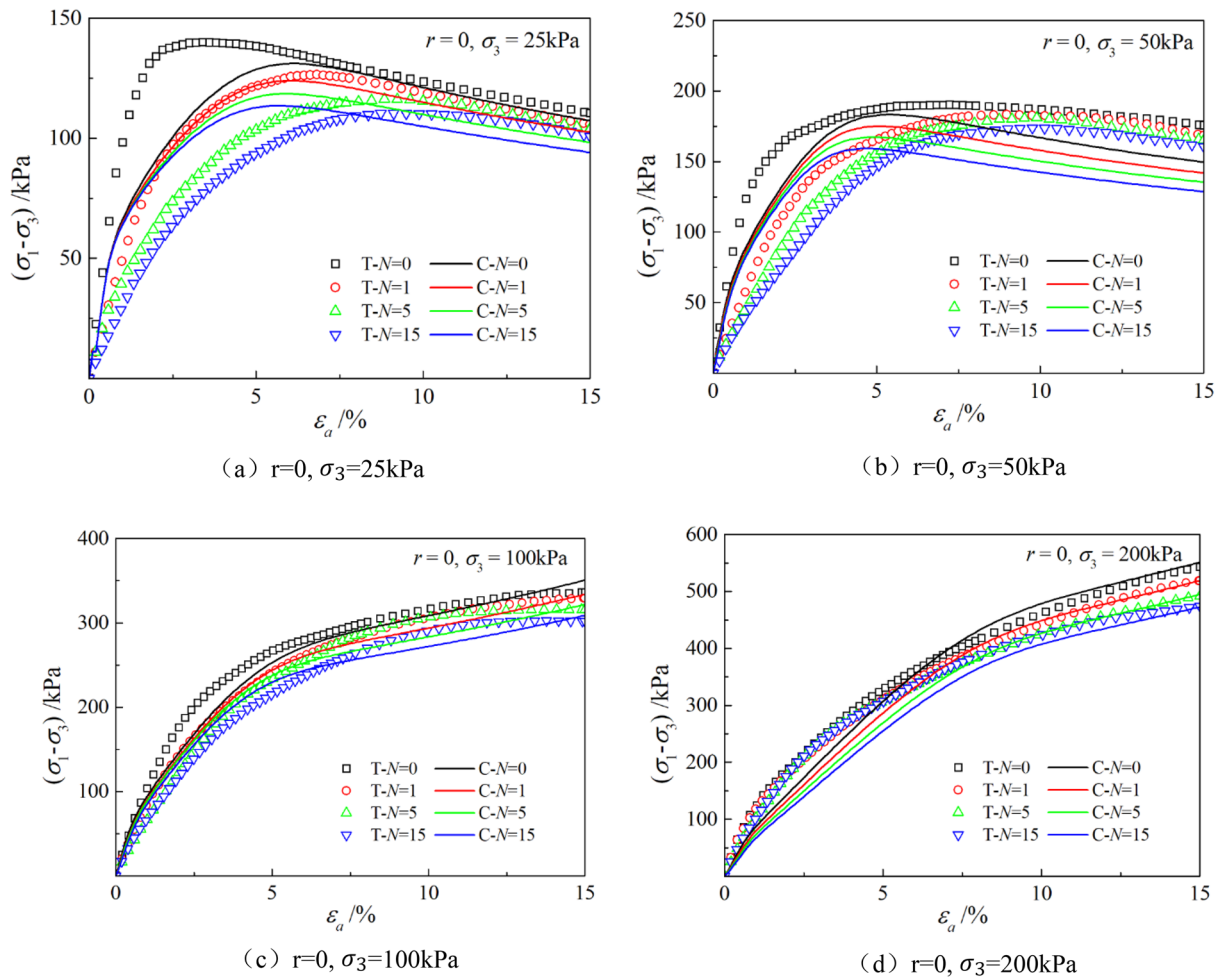 r = 0, σ3 = 25kPa
(σ1-σ3) /kPa
150
100
50
0
5
10
15
T-N=0
C-N=0
T-N=1
C-N=1
T-N=5
C-N=5
T-N=15
C-N=15
εa /%
（a）r=0, σ3=25kPa
r = 0, σ3 = 50kPa
(σ1-σ3) /kPa
250
200
150
100
50
0
5
10
15
T-N=0
C-N=0
T-N=1
C-N=1
T-N=5
C-N=5
T-N=15
C-N=15
εa /%
（b）r=0, σ3=50kPa
r = 0, σ3 = 100kPa
(σ1-σ3) /kPa
400
300
200
100
0
5
10
15
T-N=0
C-N=0
T-N=1
C-N=1
T-N=5
C-N=5
T-N=15
C-N=15
εa /%
（c）r=0, σ3=100kPa
r = 0, σ3 = 200kPa
(σ1-σ3) /kPa
600
500
400
300
200
100
0
5
10
15
T-N=0
C-N=0
T-N=1
C-N=1
T-N=5
C-N=5
T-N=15
C-N=15
εa /%
（d）r=0, σ3=200kPa